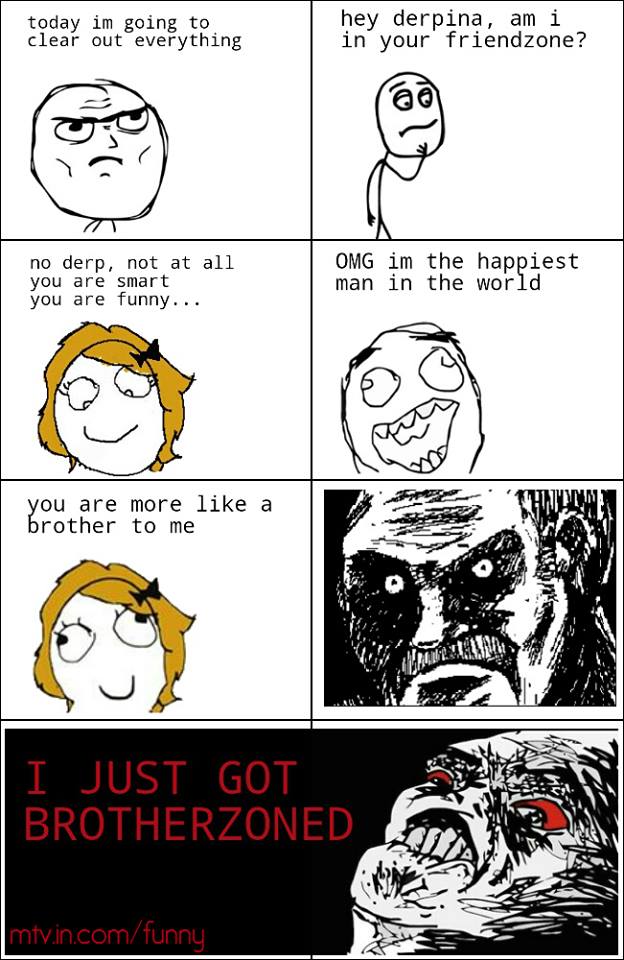 today im going to
clear out everything
hey derpina, am i
in your friendzone?
no derp, not at all
you are smart
you are funny...
OMG im the happiest
man in the world
you are more like a
brother to me
I JUST GOT
BROTHERZONED
mtv.in.com/funny